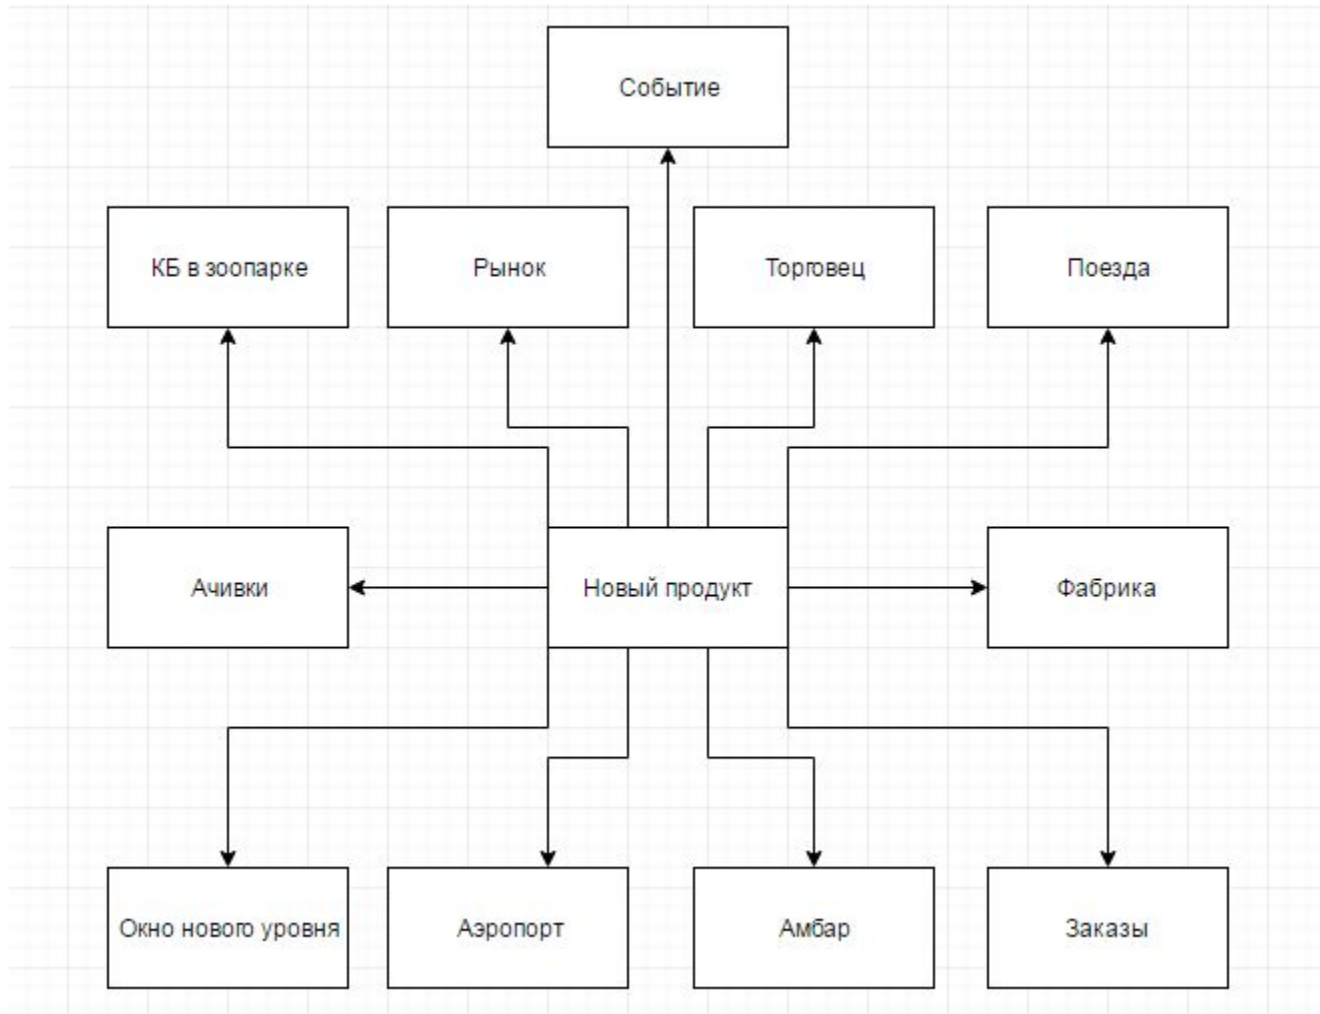 Событие
КБ в зоопарке
Рынок
Торговец
Поезда
Ачивки
Новый продукт
Фабрика
Окно нового уровня
Аэропорт
Амбар
Заказы